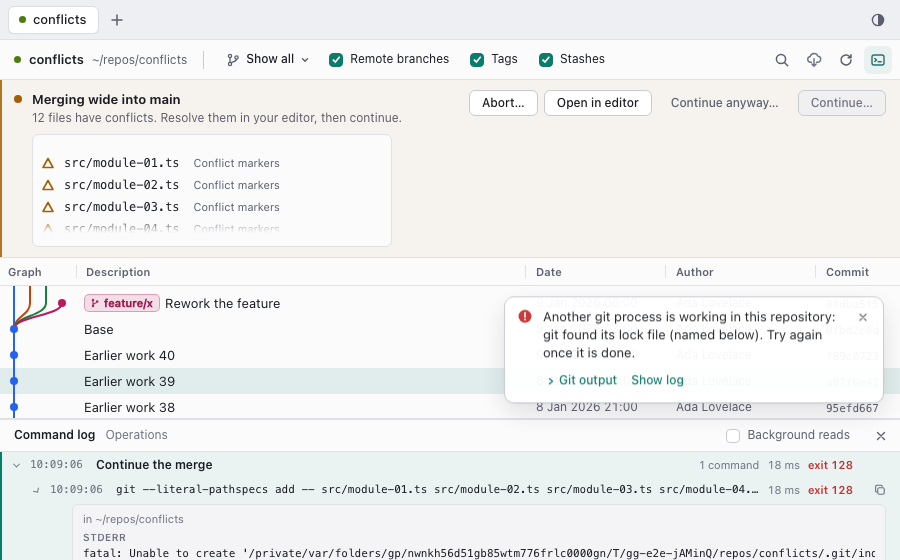 conflicts
conflicts ~/repos/conflicts Show all Remote branches Tags Stashes
Merging wide into main
12 files have conflicts. Resolve them in your editor, then continue.
Abort... Open in editor Continue anyway... Continue...
src/module-01.ts Conflict markers
src/module-02.ts Conflict markers
src/module-03.ts Conflict markers
src/module-04.ts Conflict markers
Graph Description Date Author Commit
feature/x Rework the feature
Base
Earlier work 40
Earlier work 39
Earlier work 38 8 Jan 2026 21:00 Ada Lovelace 95efd667
Another git process is working in this repository:
git found its lock file (named below). Try again
once it is done.
Git output Show log
Command log Operations Background reads
10:09:06 Continue the merge 1 command 18 ms exit 128
10:09:06 git --literal-pathspecs add -- src/module-01.ts src/module-02.ts src/module-03.ts src/module-04.… 18 ms exit 128
in ~/repos/conflicts
STDERR
fatal: Unable to create '/private/var/folders/gp/nwnkh56d51gb85wtm776frlc0000gn/T/gg-e2e-jAMinQ/repos/conflicts/.git/inc